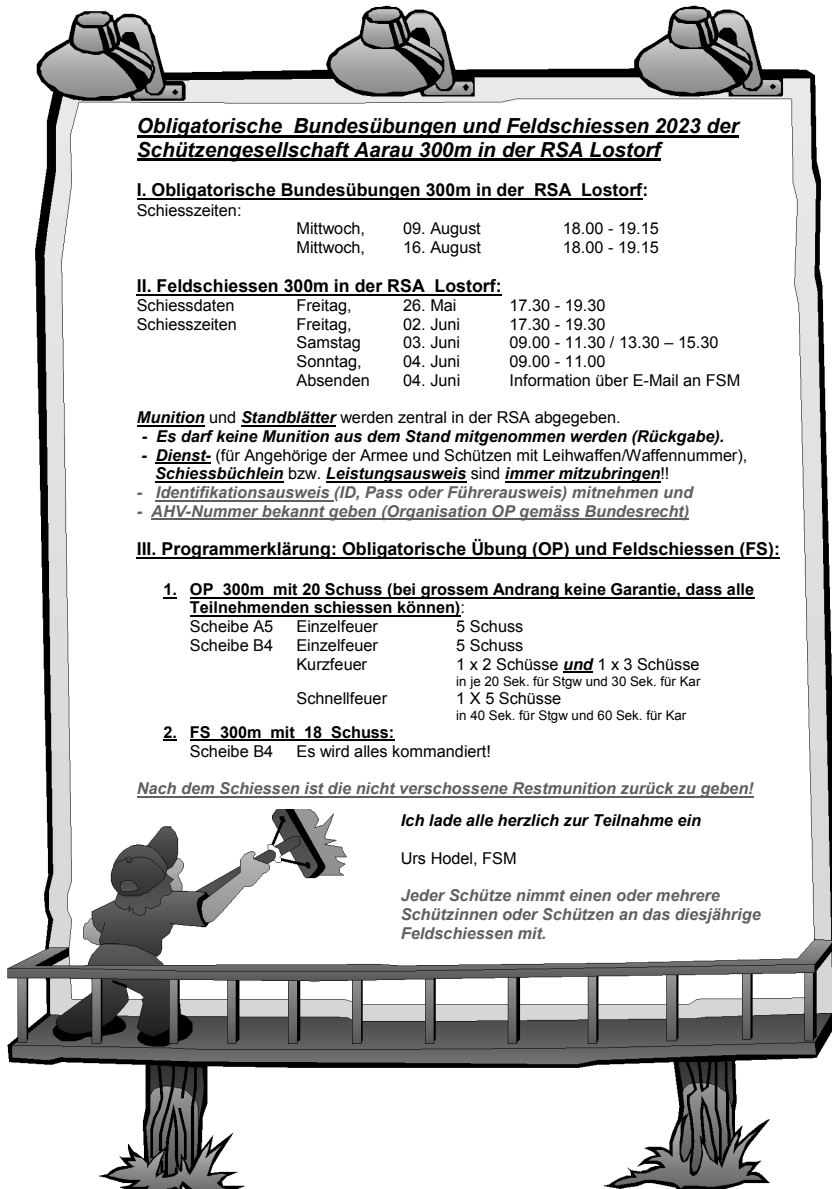 Obligatorische Bundesübungen und Feldschiessen 2023 der
Schützengesellschaft Aarau 300m in der RSA Lostorf
I. Obligatorische Bundesübungen 300m in der RSA Lostorf:
Schiesszeiten:
Mittwoch, 09. August 18.00 - 19.15
Mittwoch, 16. August 18.00 - 19.15
II. Feldschiessen 300m in der RSA Lostorf:
Schiessdaten Freitag, 26. Mai 17.30 - 19.30
Schiesszeiten Freitag, 02. Juni 17.30 - 19.30
Samstag 03. Juni 09.00 - 11.30 / 13.30 – 15.30
Sonntag, 04. Juni 09.00 - 11.00
Absenden 04. Juni Information über E-Mail an FSM
Munition und Standblätter werden zentral in der RSA abgegeben.
- Es darf keine Munition aus dem Stand mitgenommen werden (Rückgabe).
- Dienst- (für Angehörige der Armee und Schützen mit Leihwaffen/Waffennummer),
Schiessbüchlein bzw. Leistungsausweis sind immer mitzubringen!!
- Identifikationsausweis (ID, Pass oder Führerausweis) mitnehmen und
- AHV-Nummer bekannt geben (Organisation OP gemäss Bundesrecht)
III. Programmerklärung: Obligatorische Übung (OP) und Feldschiessen (FS):
1. OP 300m mit 20 Schuss (bei grossem Andrang keine Garantie, dass alle
Teilnehmenden schiessen können):
Scheibe A5 Einzelfeuer 5 Schuss
Scheibe B4 Einzelfeuer 5 Schuss
Kurzfeuer 1 x 2 Schüsse und 1 x 3 Schüsse
in je 20 Sek. für Stgw und 30 Sek. für Kar
Schnellfeuer 1 X 5 Schüsse
in 40 Sek. für Stgw und 60 Sek. für Kar
2. FS 300m mit 18 Schuss:
Scheibe B4 Es wird alles kommandiert!
Nach dem Schiessen ist die nicht verschossene Restmunition zurück zu geben!
Ich lade alle herzlich zur Teilnahme ein
Urs Hodel, FSM
Jeder Schütze nimmt einen oder mehrere
Schützinnen oder Schützen an das diesjährige
Feldschiessen mit.